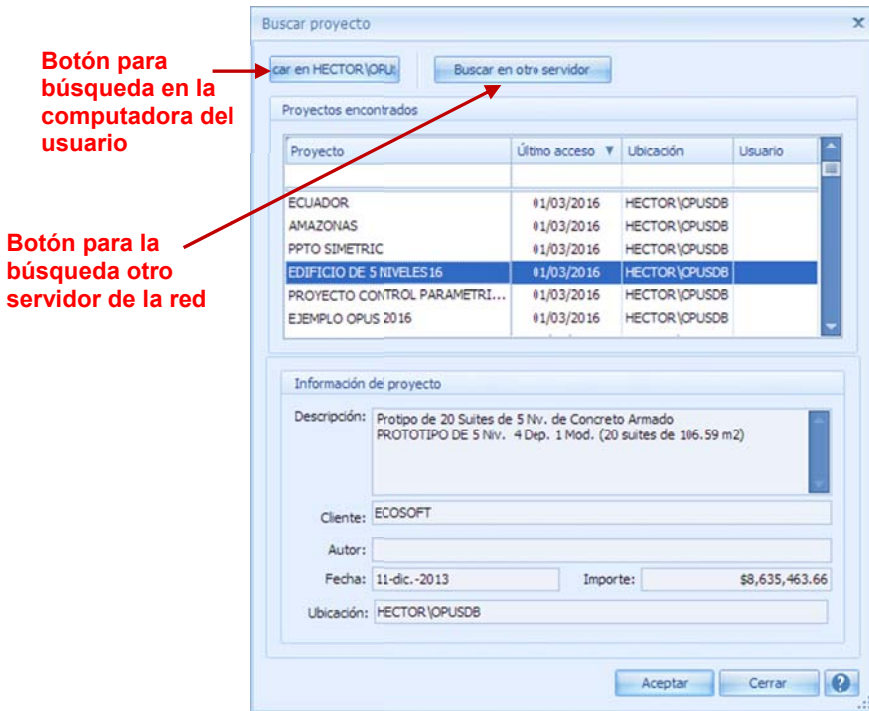 Buscar proyecto
Botón para
búsqueda en la
computadora del
usuario
car en HECTOR\OPU
Buscar en otro servidor
Proyectos encontrados
Proyecto Últmo acceso Ubicación Usuario
ECUADOR 01/03/2016 HECTOR\OPUSDB
AMAZONAS 01/03/2016 HECTOR\OPUSDB
PPTO SIMETRIC 01/03/2016 HECTOR\OPUSDB
EDIFICIO DE 5 NIVELES16 01/03/2016 HECTOR\OPUSDB
PROYECTO CONTROL PARAMETRI... 01/03/2016 HECTOR\OPUSDB
EJEMPLO OPUS 2016 01/03/2016 HECTOR\OPUSDB
Botón para la
búsqueda otro
servidor de la red
Información de proyecto
Descripción: Protipo de 20 Suites de 5 Nv. de Concreto Armado
PROTOTIPO DE 5 Niv. 4 Dep. 1 Mod. (20 suites de 106.59 m2)
Cliente: ECOSOFT
Autor:
Fecha: 11-dic.-2013 Importe: $8,635,463.66
Ubicación: HECTOR\OPUSDB
Aceptar Cerrar ?